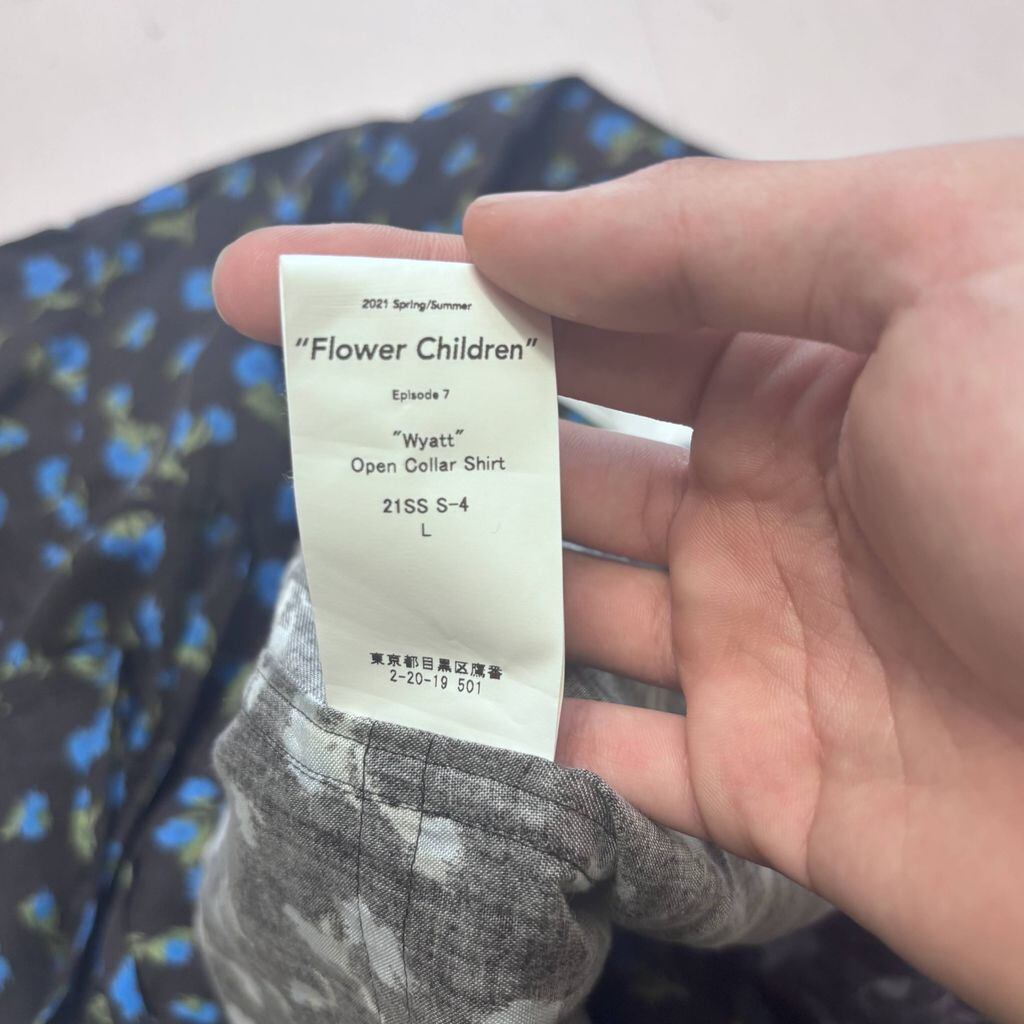 2021 Spring/Summer
"Flower Children"
Episode 7
"Wyatt"
Open Collar Shirt
21SS S-4
L
東京都目黒区鷹番
2-20-19 501